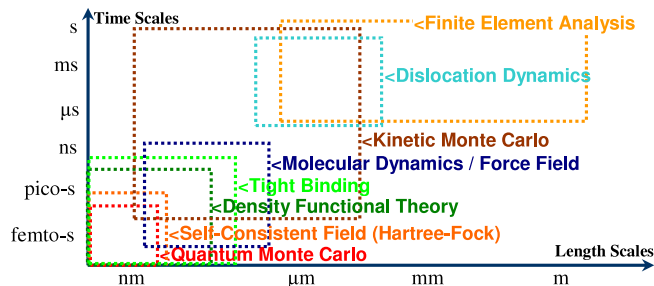 Time Scales
s
<Finite Element Analysis
ms
<Dislocation Dynamics
μs
<Kinetic Monte Carlo
ns
<Molecular Dynamics / Force Field
pico-s
<Tight Binding
<Density Functional Theory
femto-s
<Self-Consistent Field (Hartree-Fock)
<Quantum Monte Carlo
Length Scales
nm μm mm m